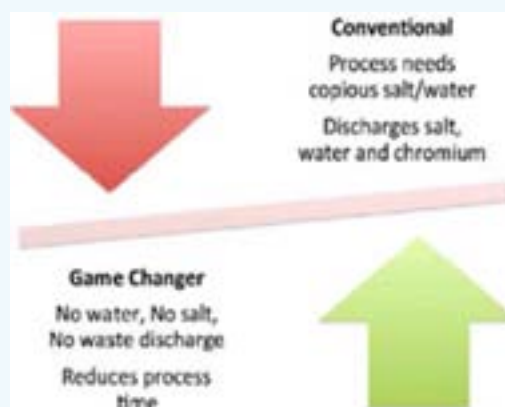 Conventional
Process needs
copious salt/water
Discharges salt,
water and chromium
Game Changer
No water, No salt,
No waste discharge
Reduces process
time